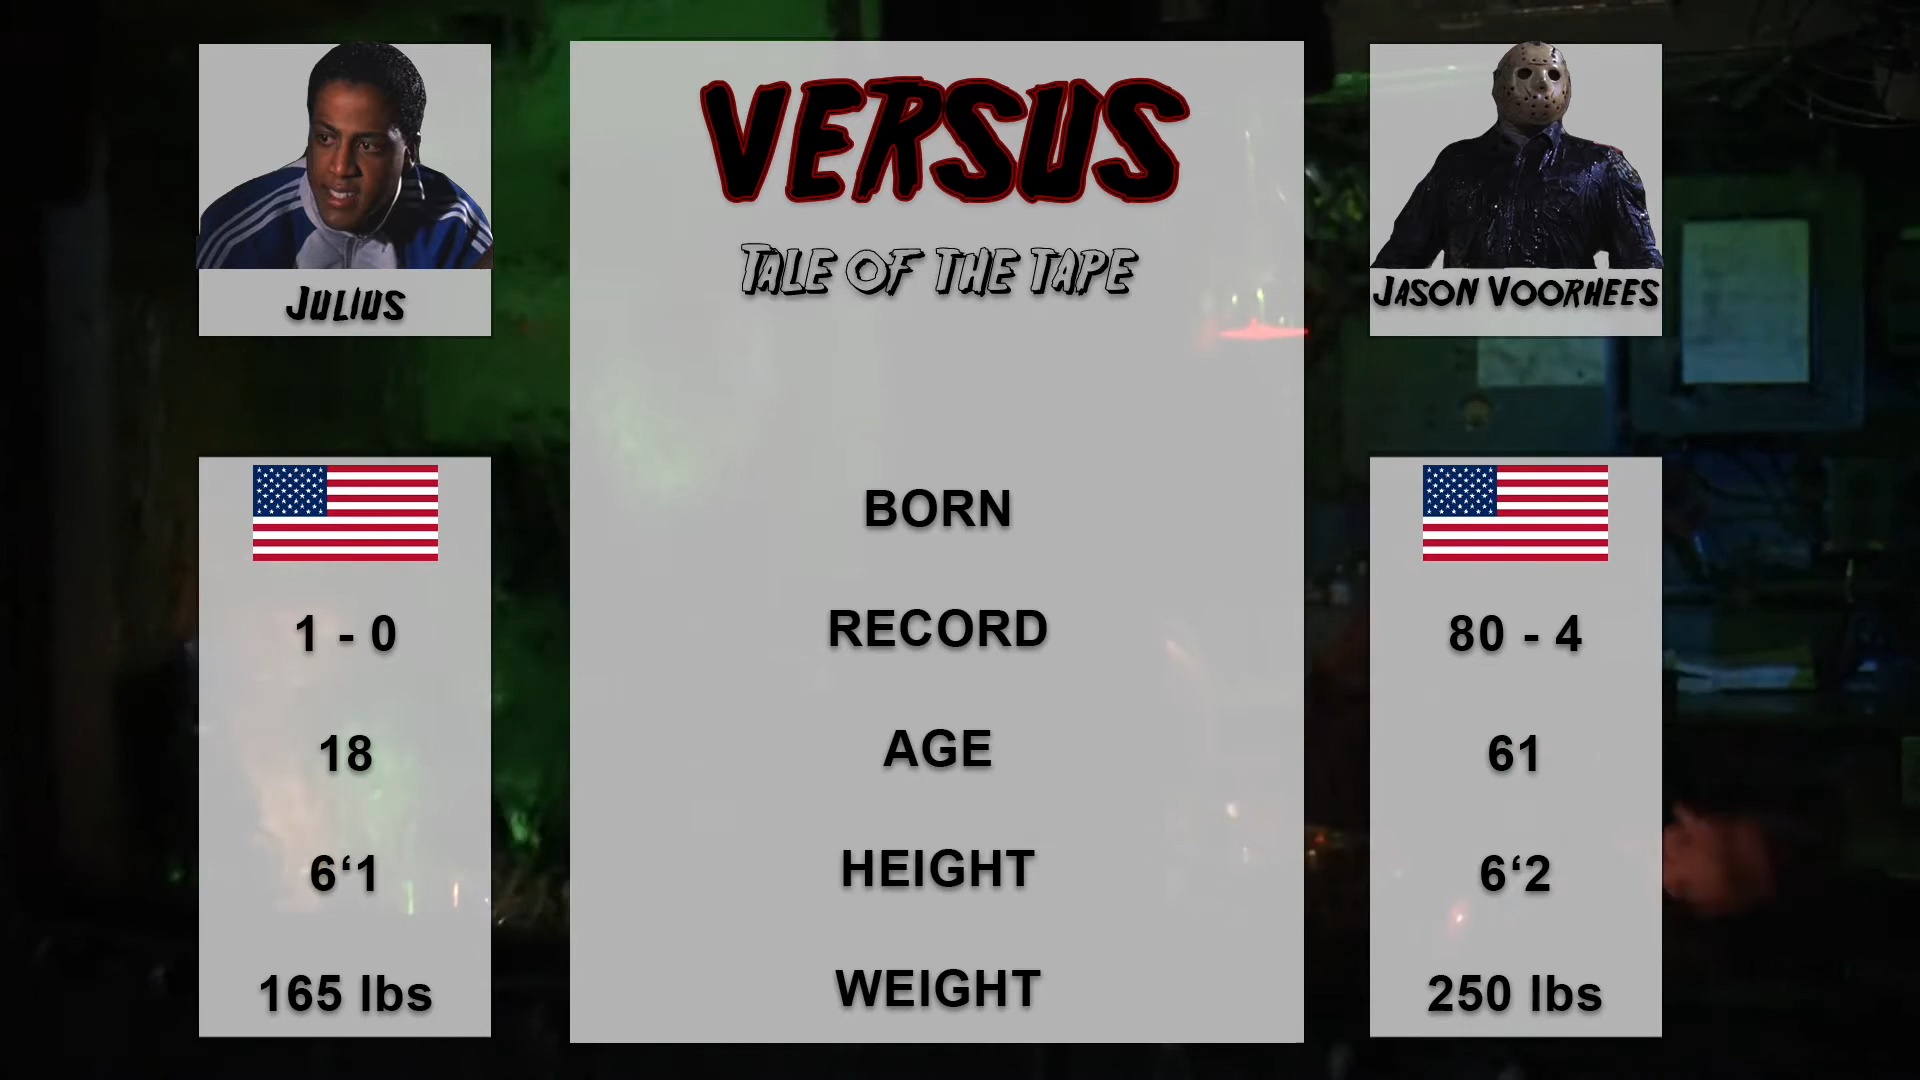 VERSUS
TALE OF THE TAPE
JULIUS
JASON VOORHEES
BORN
1 - 0
RECORD
80 - 4
18
AGE
61
6‘1
HEIGHT
6‘2
165 lbs
WEIGHT
250 lbs